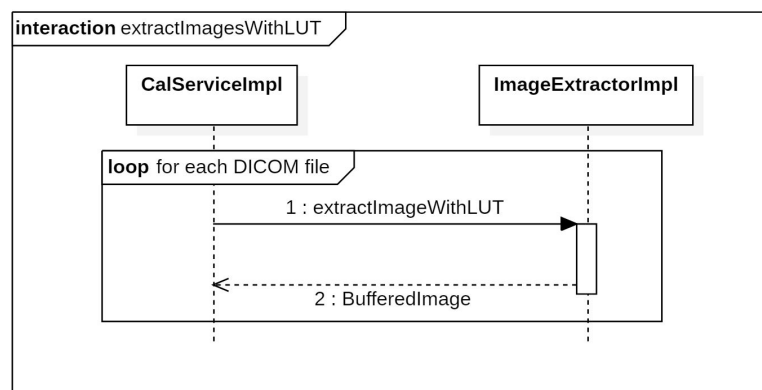 interaction extractImagesWithLUT
CalServiceImpl
ImageExtractorImpl
loop for each DICOM file
1 : extractImageWithLUT
2 : BufferedImage